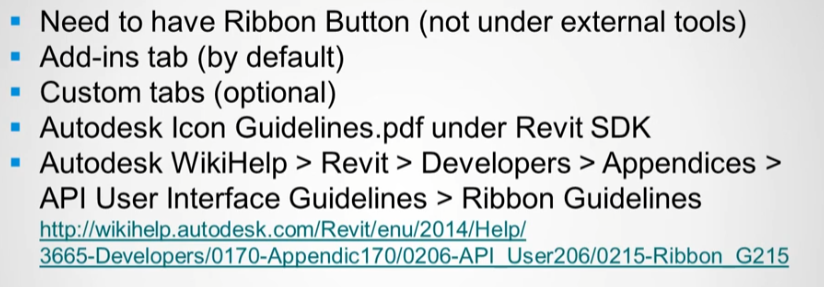 Need to have Ribbon Button (not under external tools)
Add-ins tab (by default)
Custom tabs (optional)
Autodesk Icon Guidelines.pdf under Revit SDK
Autodesk WikiHelp > Revit > Developers > Appendices >
API User Interface Guidelines > Ribbon Guidelines
http://wikihelp.autodesk.com/Revit/enu/2014/Help/
3665-Developers/0170-Appendic170/0206-API_User206/0215-Ribbon_G215